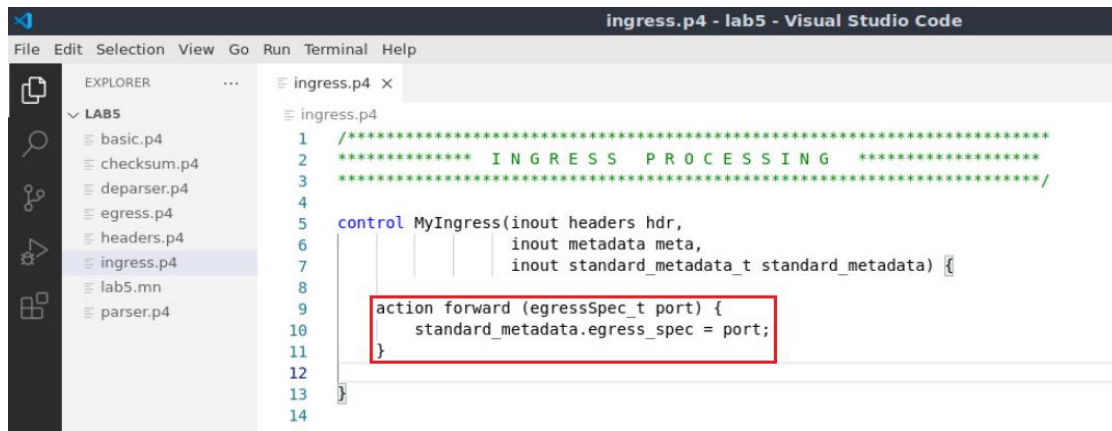 ingress.p4 - lab5 - Visual Studio Code
File Edit Selection View Go Run Terminal Help
EXPLORER ...
LAB5
basic.p4
checksum.p4
deparser.p4
egress.p4
headers.p4
ingress.p4
lab5.mn
parser.p4
ingress.p4 ×
ingress.p4
1 /*************************************************************************
2 ************** I N G R E S S   P R O C E S S I N G   *******************
3 *************************************************************************/
4
5 control MyIngress(inout headers hdr,
6 inout metadata meta,
7 inout standard_metadata_t standard_metadata) {
8
9 action forward (egressSpec_t port) {
10 standard_metadata.egress_spec = port;
11 }
12
13 }
14